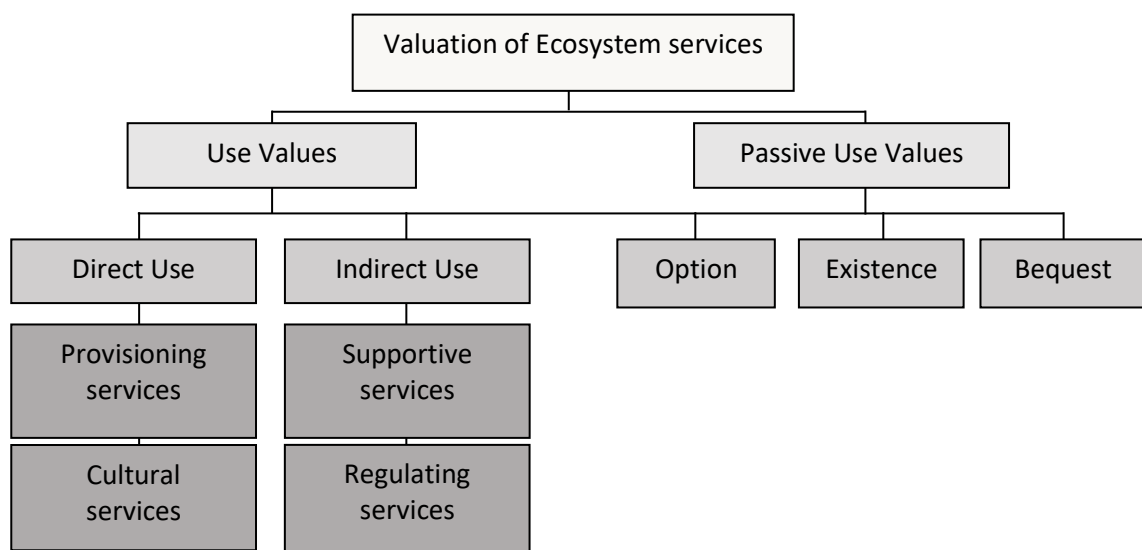 Valuation of Ecosystem services
Use Values
Passive Use Values
Direct Use
Indirect Use
Option
Existence
Bequest
Provisioning
services
Supportive
services
Cultural
services
Regulating
services